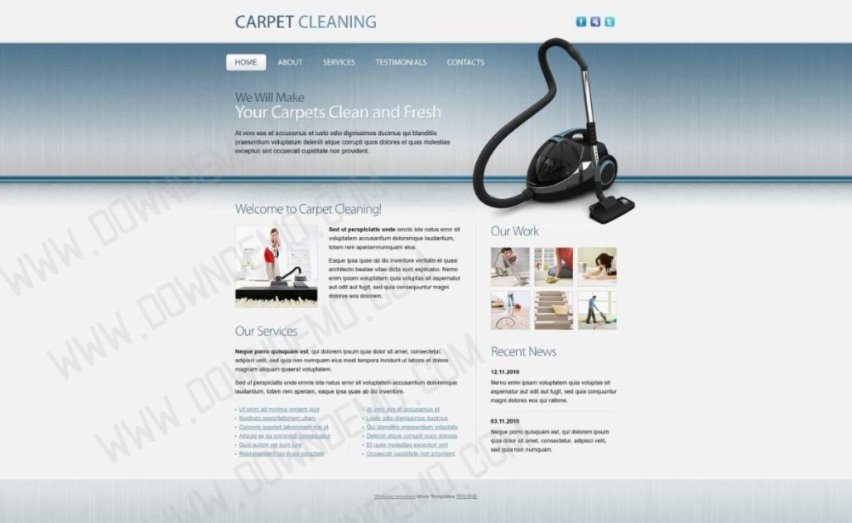 CARPET CLEANING
HOME ABOUT SERVICES TESTIMONIALS CONTACTS
We Will Make
Your Carpets Clean and Fresh
At vero eos et accusamus et iusto odio dignissimos ducimus qui blanditiis
praesentium voluptatum deleniti atque corrupti quos dolores et quas molestias
excepturi sint occaecati cupiditate non provident.
Welcome to Carpet Cleaning!
Sed ut perspiciatis unde omnis iste natus error sit
voluptatem accusantium doloremque laudantium,
totam rem aperiamnumquam eius.
Eaque ipsa quae ab illo inventore veritatis et quasi
architecto beatae vitae dicta sunt explicabo. Nemo
enim ipsam voluptatem quia voluptas sit aspernatur
aut odit aut fugit, sed quia consequuntur magni
dolores eos dolorem.
Our Services
Neque porro quisquam est, qui dolorem ipsum quia dolor sit amet, consectetur,
adipisci velit, sed quia non numquam eius modi tempora incidunt ut labore et dolore
magnam aliquam quaerat voluptatem.
Sed ut perspiciatis unde omnis iste natus error sit voluptatem accusantium doloremque
laudantium, totam rem aperiam, eaque ipsa quae ab illo inventore.
Ut enim ad minima veniam quis
Nostrum exercitationem ullam
Corporis suscipit laboriosam nisi ut
Aliquid ex ea commodi consequatur
Quis autem vel eum iure
Reprehenderit qui in ea voluptate
At vero eos et accusamus et
Iusto odio dignissimos ducimus
Qui blanditiis praesentium voluptatu
Deleniti atque corrupti quos dolores
Et quas molestias excepturi sint
Occaecati cupiditate non provident
Our Work
Recent News
12.11.2010
Nemo enim ipsam voluptatem quia voluptas sit
aspernatur aut odit aut fugit, sed quia consquuntur
magni dolores eos qui ratione.
03.11.2010
Neque porro quisquam est, qui dolorem ipsum
quia dolor sit amet, consectetur, adipisci velit,
sed quia non numquam.
More Templates
WWW.DOWNDEMO.COM
WWW.DOWNDEMO.COM
WWW.DOWNDEMO.COM